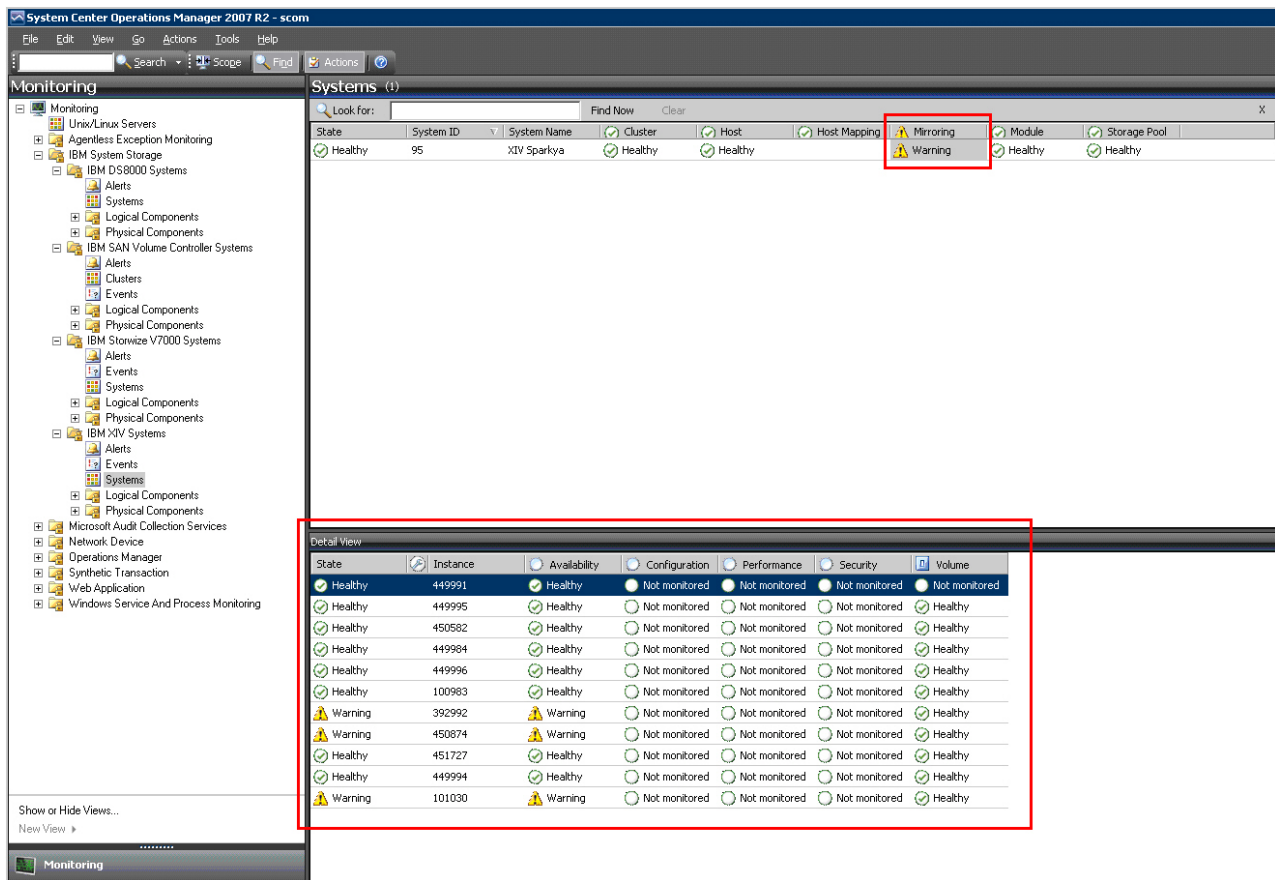 System Center Operations Manager 2007 R2 - scom
File Edit View Go Actions Tools Help
Search Scope Find Actions
Monitoring
Monitoring
Unix/Linux Servers
Agentless Exception Monitoring
IBM System Storage
IBM DS8000 Systems
Alerts
Systems
Logical Components
Physical Components
IBM SAN Volume Controller Systems
Alerts
Clusters
Events
Logical Components
Physical Components
IBM Storwize V7000 Systems
Alerts
Events
Systems
Logical Components
Physical Components
IBM XIV Systems
Alerts
Events
Systems
Logical Components
Physical Components
Microsoft Audit Collection Services
Network Device
Operations Manager
Synthetic Transaction
Web Application
Windows Service And Process Monitoring
Show or Hide Views...
New View
Monitoring
Systems (1)
Look for: Find Now Clear X
State System ID System Name Cluster Host Host Mapping Mirroring Module Storage Pool
Healthy 95 XIV Sparkya Healthy Healthy Warning Healthy Healthy
Detail View
State Instance Availability Configuration Performance Security Volume
Healthy 449991 Healthy Not monitored Not monitored Not monitored Not monitored
Healthy 449995 Healthy Not monitored Not monitored Not monitored Healthy
Healthy 450582 Healthy Not monitored Not monitored Not monitored Healthy
Healthy 449984 Healthy Not monitored Not monitored Not monitored Healthy
Healthy 449996 Healthy Not monitored Not monitored Not monitored Healthy
Healthy 100983 Healthy Not monitored Not monitored Not monitored Healthy
Warning 392992 Warning Not monitored Not monitored Not monitored Healthy
Warning 450874 Warning Not monitored Not monitored Not monitored Healthy
Healthy 451727 Healthy Not monitored Not monitored Not monitored Healthy
Healthy 449994 Healthy Not monitored Not monitored Not monitored Healthy
Warning 101030 Warning Not monitored Not monitored Not monitored Healthy